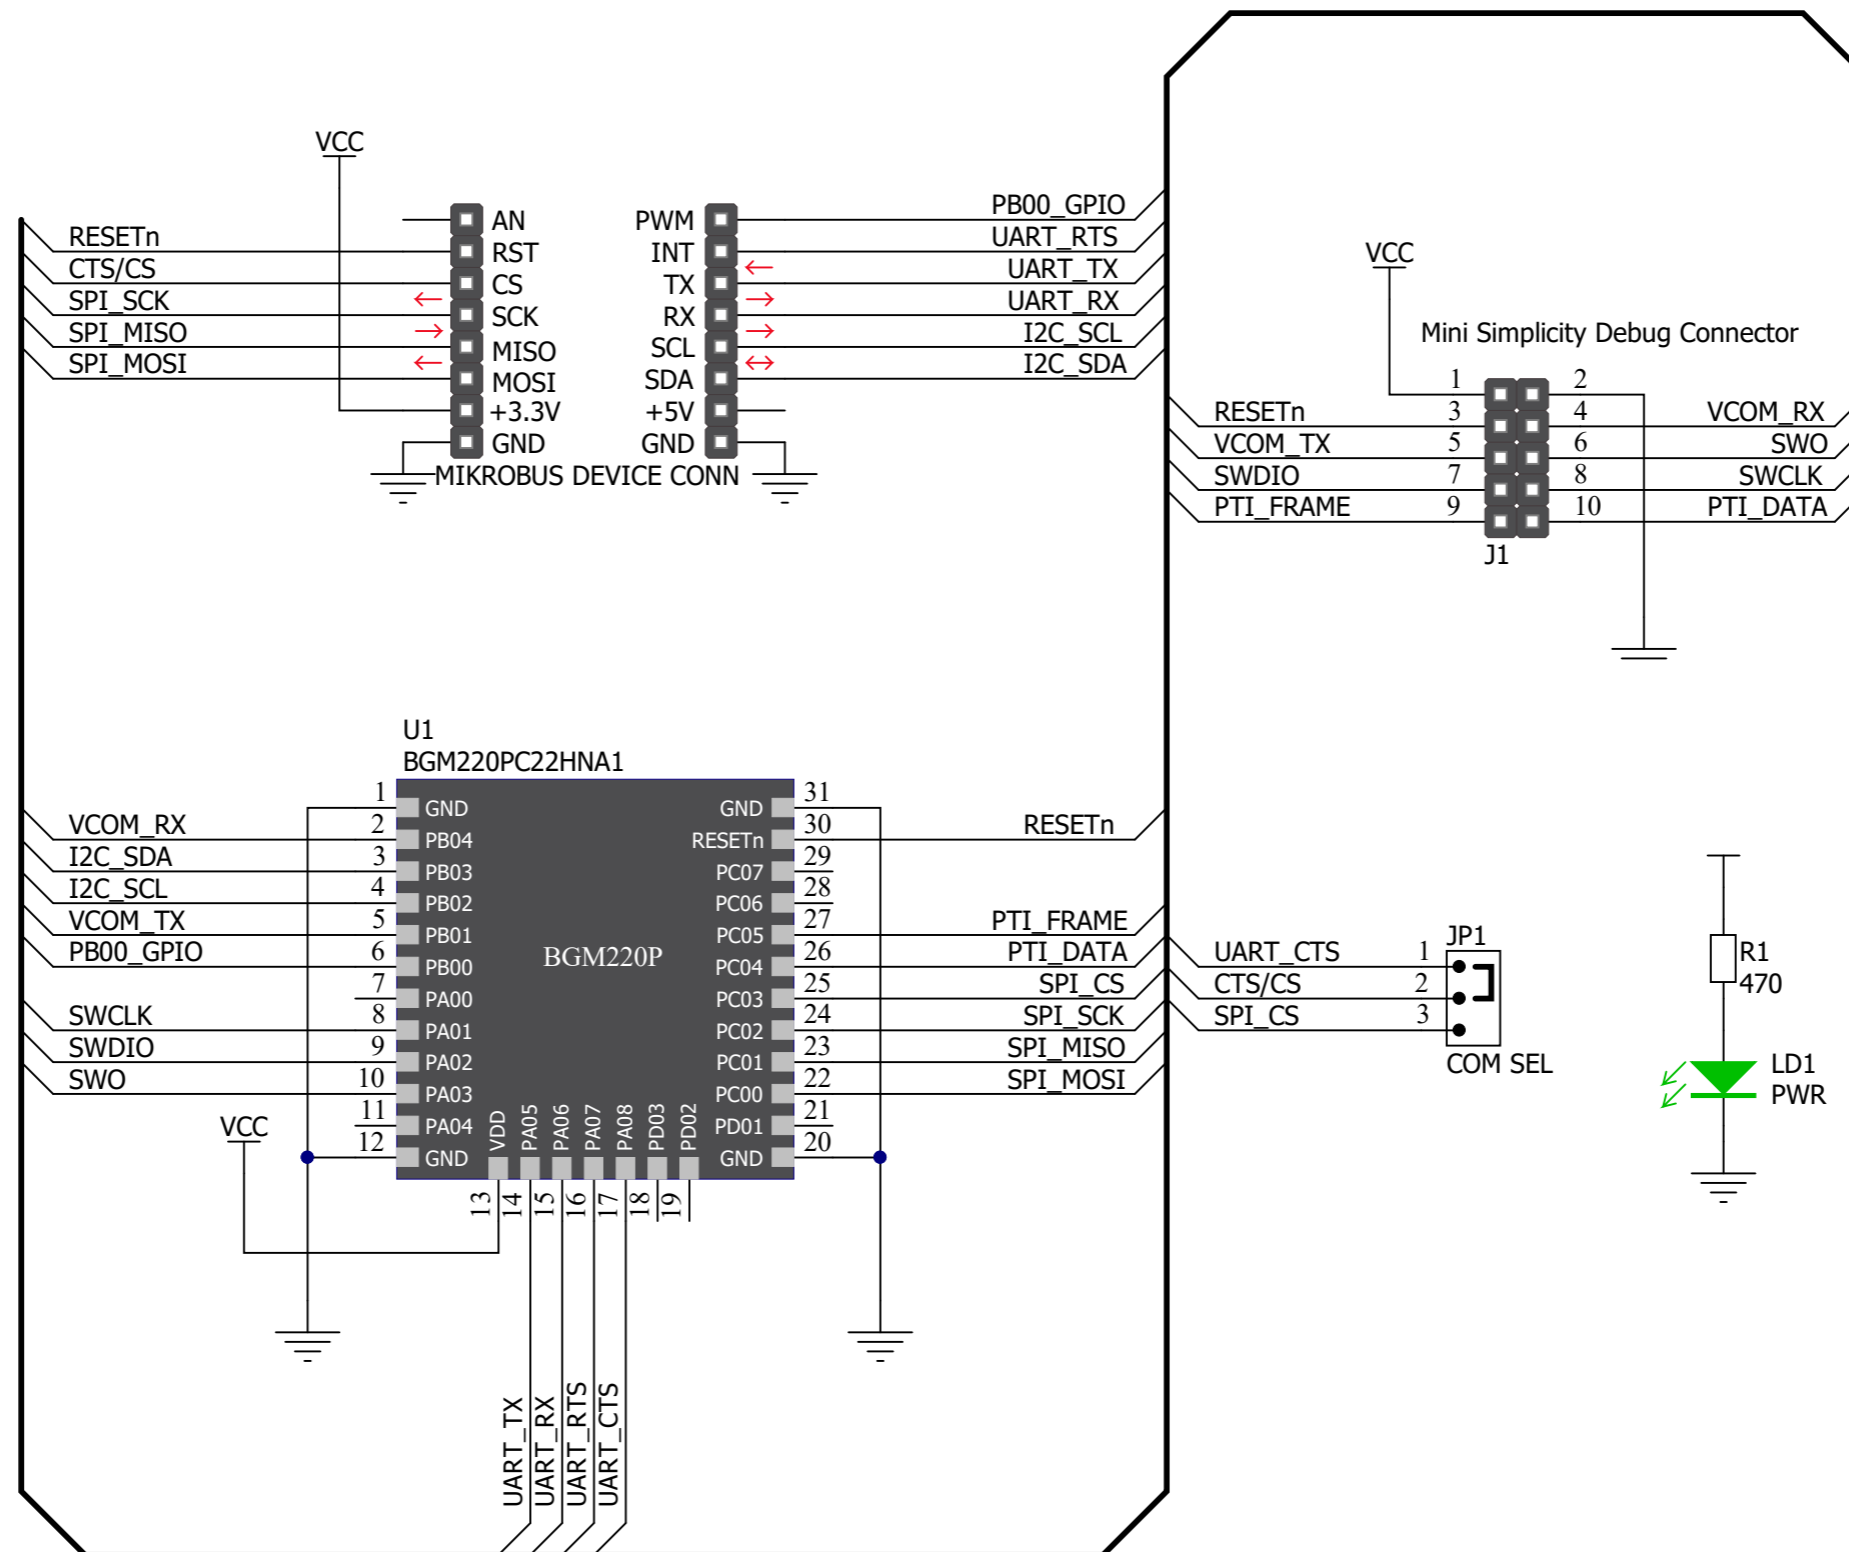 VCC
RESETn
CTS/CS
SPI_SCK
SPI_MISO
SPI_MOSI
AN
RST
CS
SCK
MISO
MOSI
+3.3V
GND
PWM
INT
TX
RX
SCL
SDA
+5V
GND
MIKROBUS DEVICE CONN
PB00_GPIO
UART_RTS
UART_TX
UART_RX
I2C_SCL
I2C_SDA
VCC
Mini Simplicity Debug Connector
1 2
RESETn 3 4 VCOM_RX
VCOM_TX 5 6 SWO
SWDIO 7 8 SWCLK
PTI_FRAME 9 10 PTI_DATA
J1
U1
BGM220PC22HNA1
BGM220P
1 GND
VCOM_RX 2 PB04
I2C_SDA 3 PB03
I2C_SCL 4 PB02
VCOM_TX 5 PB01
PB00_GPIO 6 PB00
7 PA00
SWCLK 8 PA01
SWDIO 9 PA02
SWO 10 PA03
11 PA04
12 GND
VCC
VDD 13
PA05 14 UART_TX
PA06 15 UART_RX
PA07 16 UART_RTS
PA08 17 UART_CTS
PD03 18
PD02 19
GND 31
RESETn 30 RESETn
PC07 29
PC06 28
PC05 27 PTI_FRAME
PC04 26 PTI_DATA
PC03 25 SPI_CS
PC02 24 SPI_SCK
PC01 23 SPI_MISO
PC00 22 SPI_MOSI
PD01 21
GND 20
JP1
UART_CTS 1
CTS/CS 2
SPI_CS 3
COM SEL
R1
470
LD1
PWR